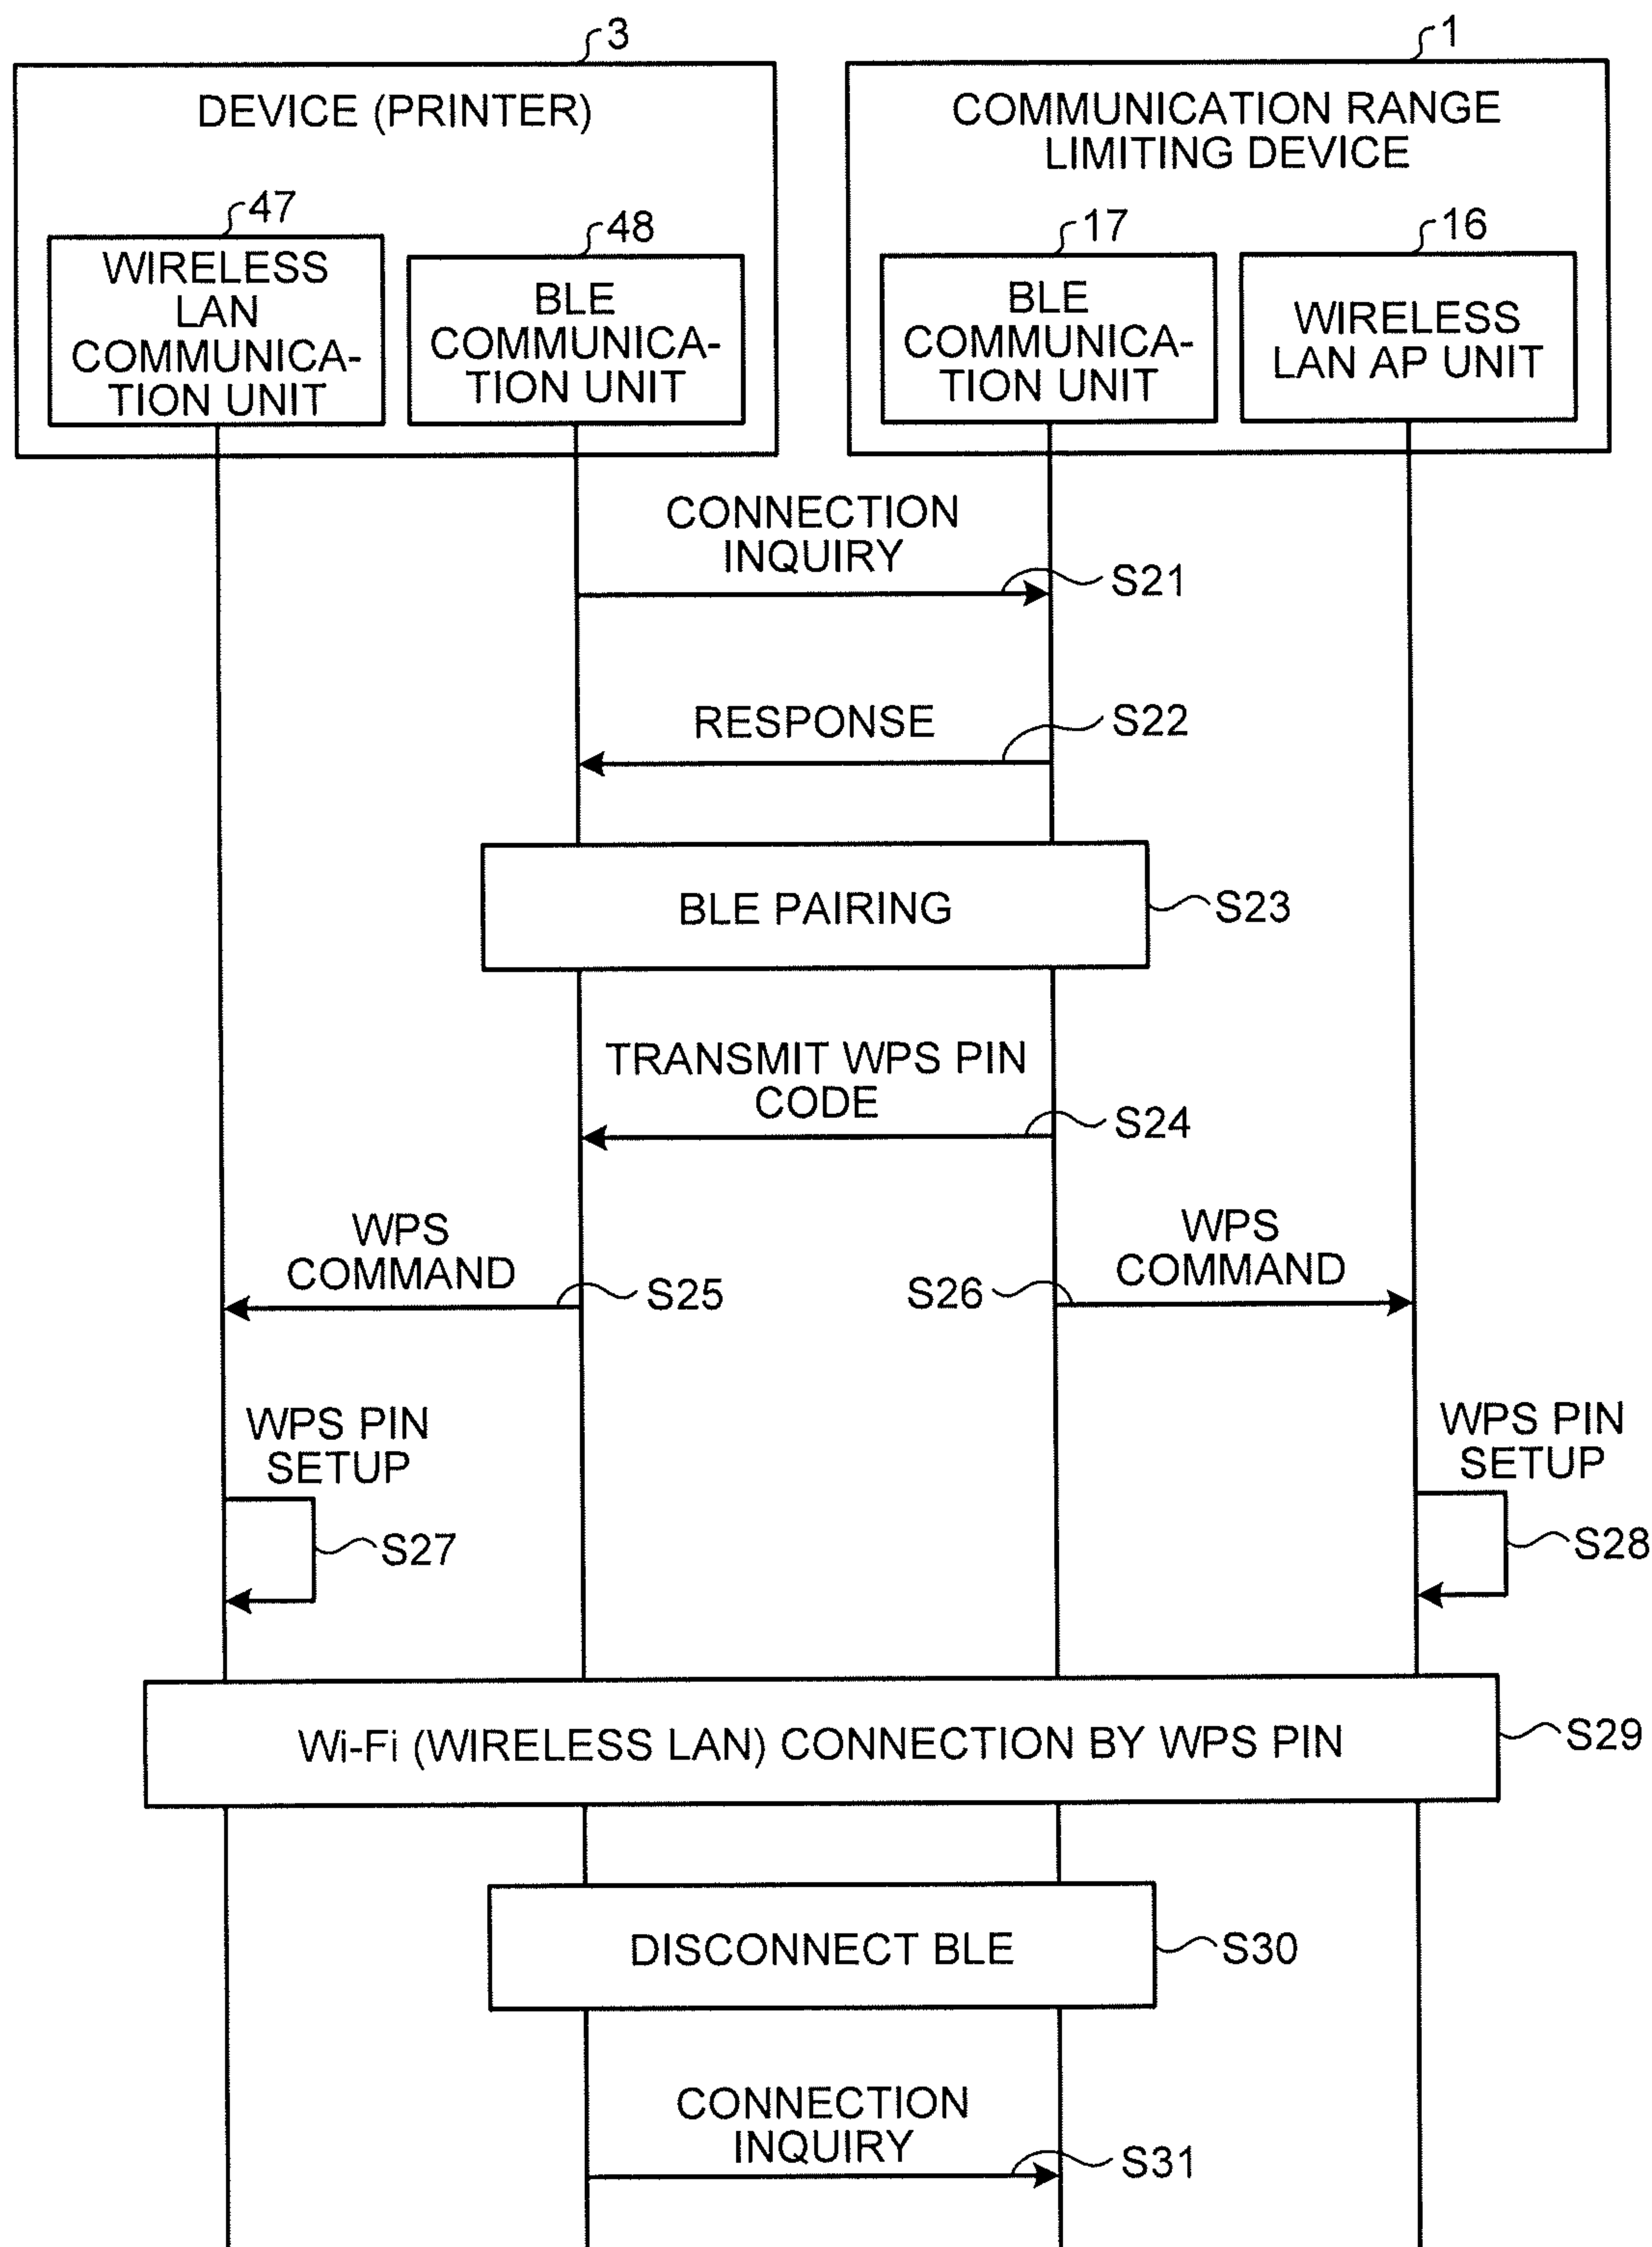 3
1
DEVICE (PRINTER)
COMMUNICATION RANGE
LIMITING DEVICE
47
48
17
16
WIRELESS
LAN
COMMUNICA-
TION UNIT
BLE
COMMUNICA-
TION UNIT
BLE
COMMUNICA-
TION UNIT
WIRELESS
LAN AP UNIT
CONNECTION
INQUIRY
S21
RESPONSE
S22
BLE PAIRING
S23
TRANSMIT WPS PIN
CODE
S24
WPS
COMMAND
S25
WPS
COMMAND
S26
WPS PIN
SETUP
S27
WPS PIN
SETUP
S28
Wi-Fi (WIRELESS LAN) CONNECTION BY WPS PIN
S29
DISCONNECT BLE
S30
CONNECTION
INQUIRY
S31